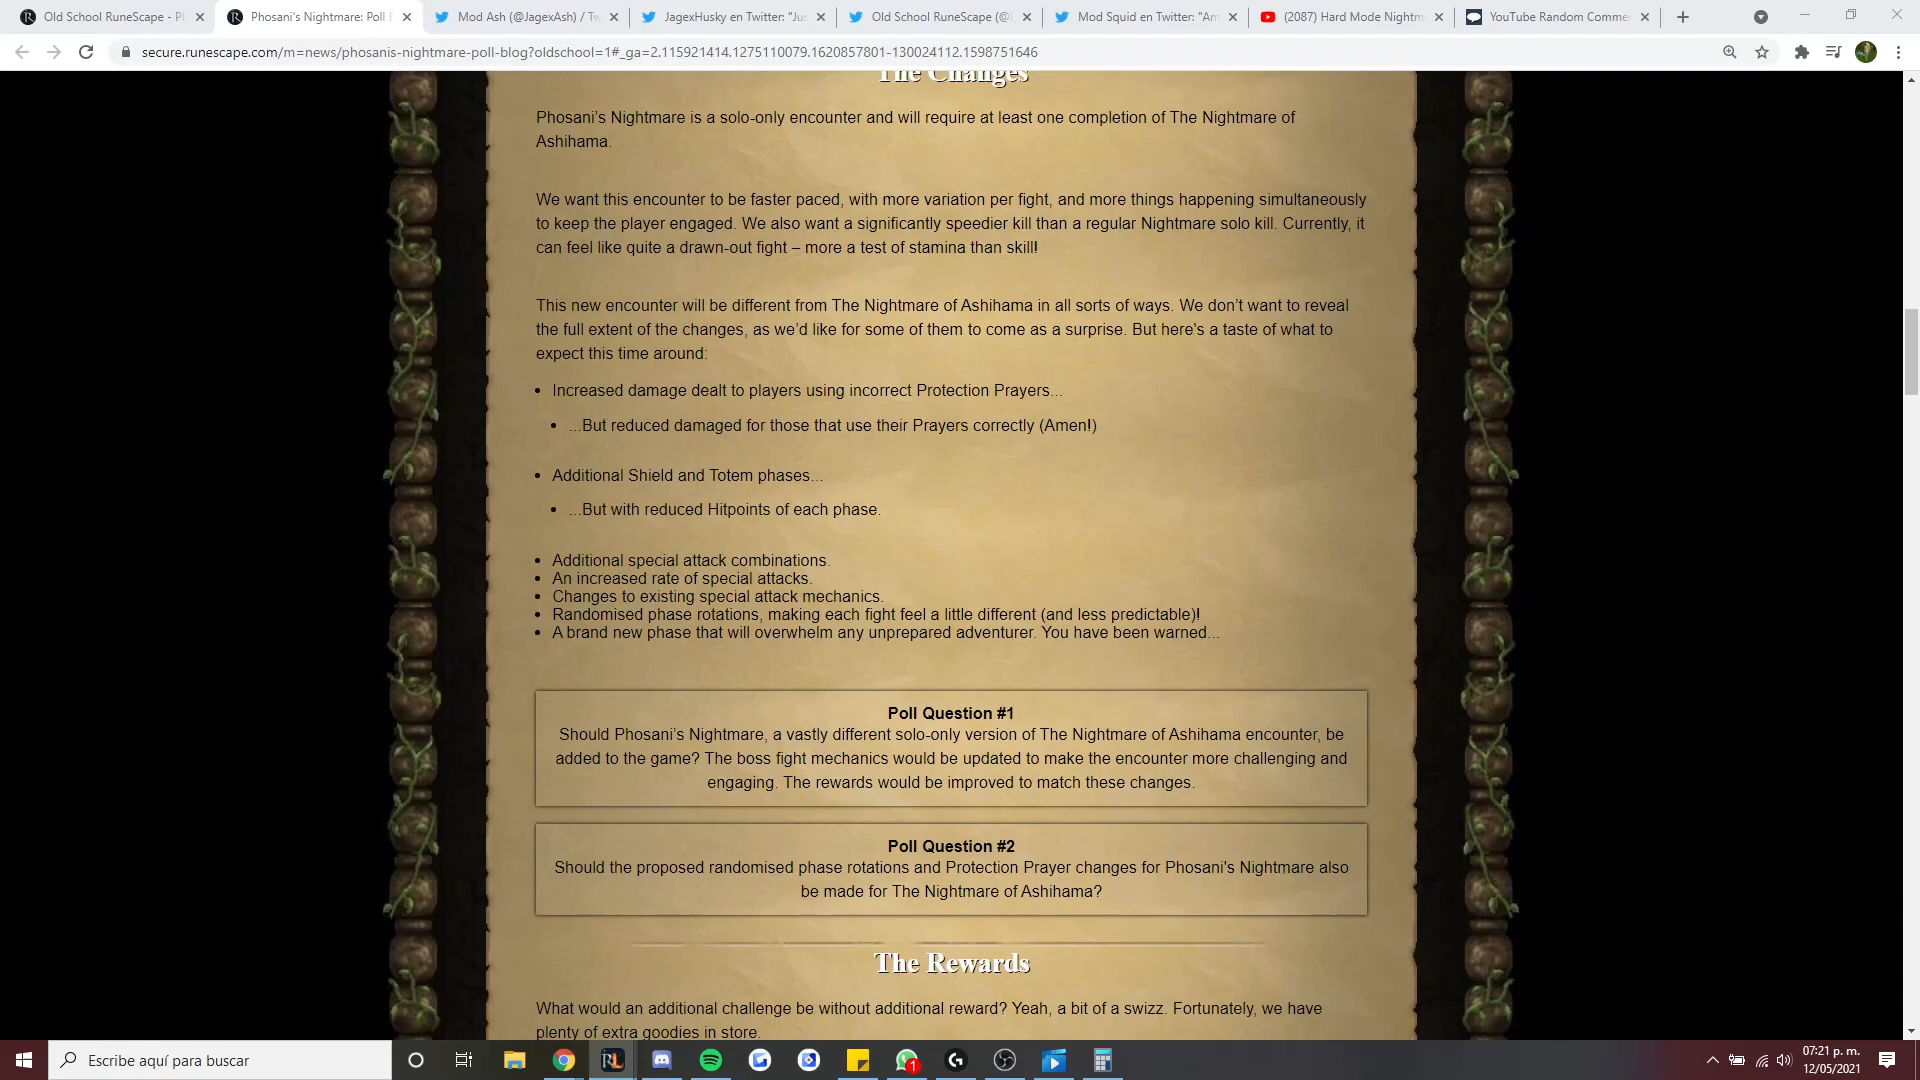 Old School RuneScape - Pl
Phosani's Nightmare: Poll B
Mod Ash (@JagexAsh) / Tw
JagexHusky en Twitter: "Jus
Old School RuneScape (@
Mod Squid en Twitter: "Am
(2087) Hard Mode Nightm
YouTube Random Comme
secure.runescape.com/m=news/phosanis-nightmare-poll-blog?oldschool=1#_ga=2.115921414.1275110079.1620857801-130024112.1598751646
The Changes
Phosani's Nightmare is a solo-only encounter and will require at least one completion of The Nightmare of
Ashihama.
We want this encounter to be faster paced, with more variation per fight, and more things happening simultaneously
to keep the player engaged. We also want a significantly speedier kill than a regular Nightmare solo kill. Currently, it
can feel like quite a drawn-out fight – more a test of stamina than skill!
This new encounter will be different from The Nightmare of Ashihama in all sorts of ways. We don't want to reveal
the full extent of the changes, as we'd like for some of them to come as a surprise. But here's a taste of what to
expect this time around:
• Increased damage dealt to players using incorrect Protection Prayers...
• ...But reduced damaged for those that use their Prayers correctly (Amen!)
• Additional Shield and Totem phases...
• ...But with reduced Hitpoints of each phase.
• Additional special attack combinations.
• An increased rate of special attacks.
• Changes to existing special attack mechanics.
• Randomised phase rotations, making each fight feel a little different (and less predictable)!
• A brand new phase that will overwhelm any unprepared adventurer. You have been warned...
Poll Question #1
Should Phosani's Nightmare, a vastly different solo-only version of The Nightmare of Ashihama encounter, be
added to the game? The boss fight mechanics would be updated to make the encounter more challenging and
engaging. The rewards would be improved to match these changes.
Poll Question #2
Should the proposed randomised phase rotations and Protection Prayer changes for Phosani's Nightmare also
be made for The Nightmare of Ashihama?
The Rewards
What would an additional challenge be without additional reward? Yeah, a bit of a swizz. Fortunately, we have
plenty of extra goodies in store.
Escribe aquí para buscar
1
07:21 p. m.
12/05/2021